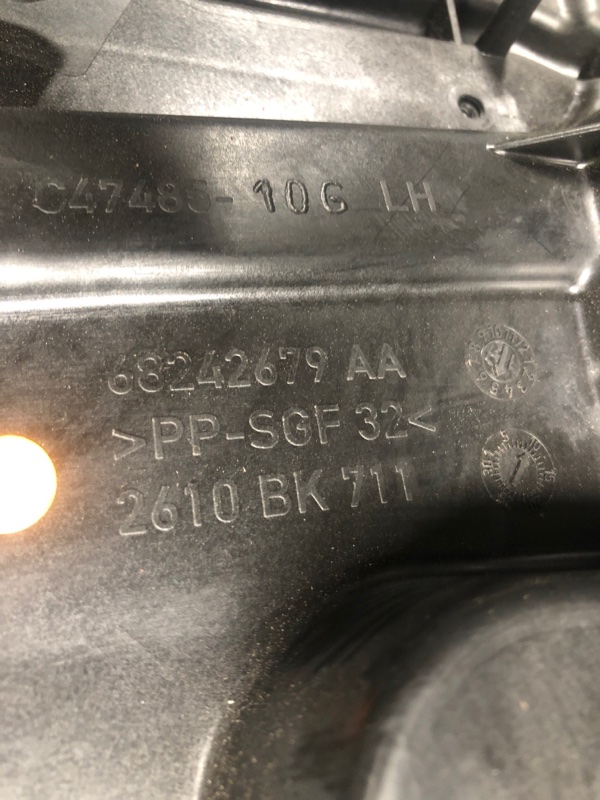 C47485-10G LH
68242679 AA
>PP-SGF 32<
2610 BK 711